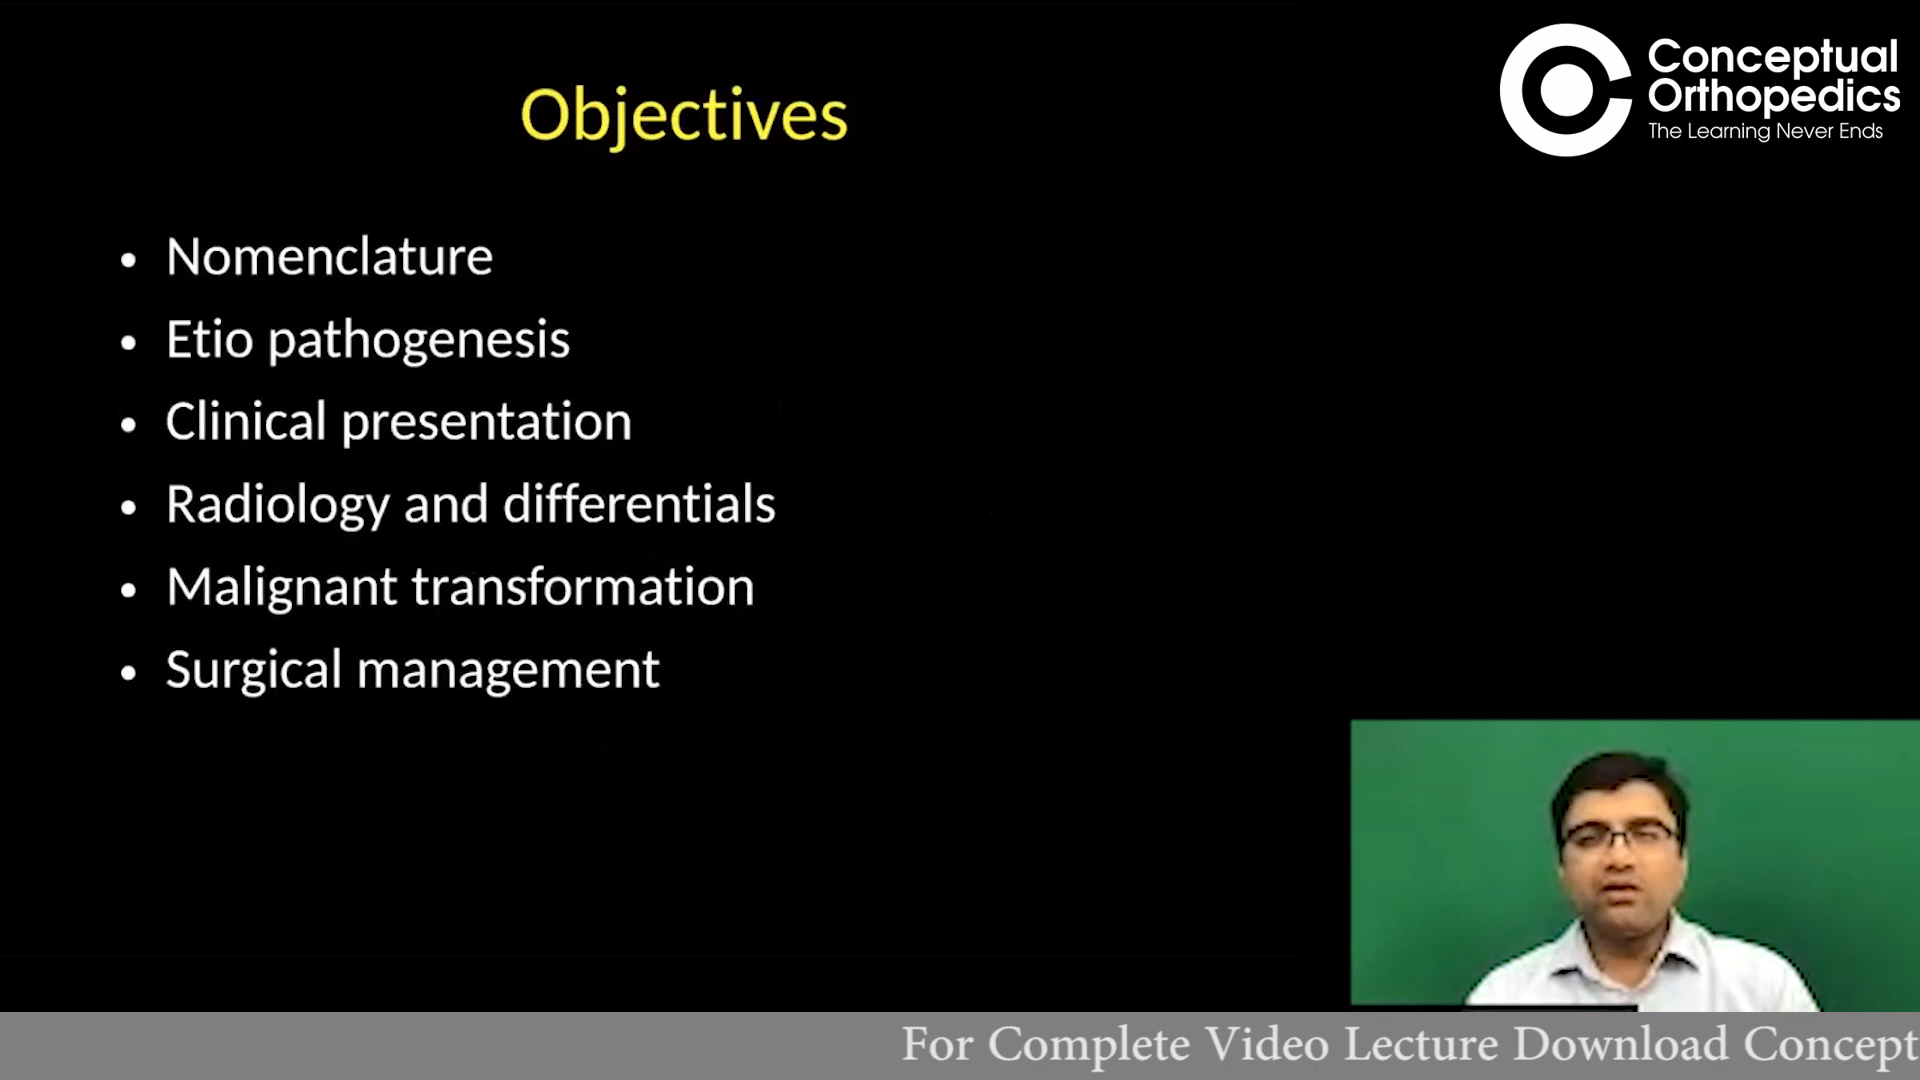 Conceptual
Orthopedics
The Learning Never Ends
Objectives
• Nomenclature
• Etio pathogenesis
• Clinical presentation
• Radiology and differentials
• Malignant transformation
• Surgical management
For Complete Video Lecture Download Concept